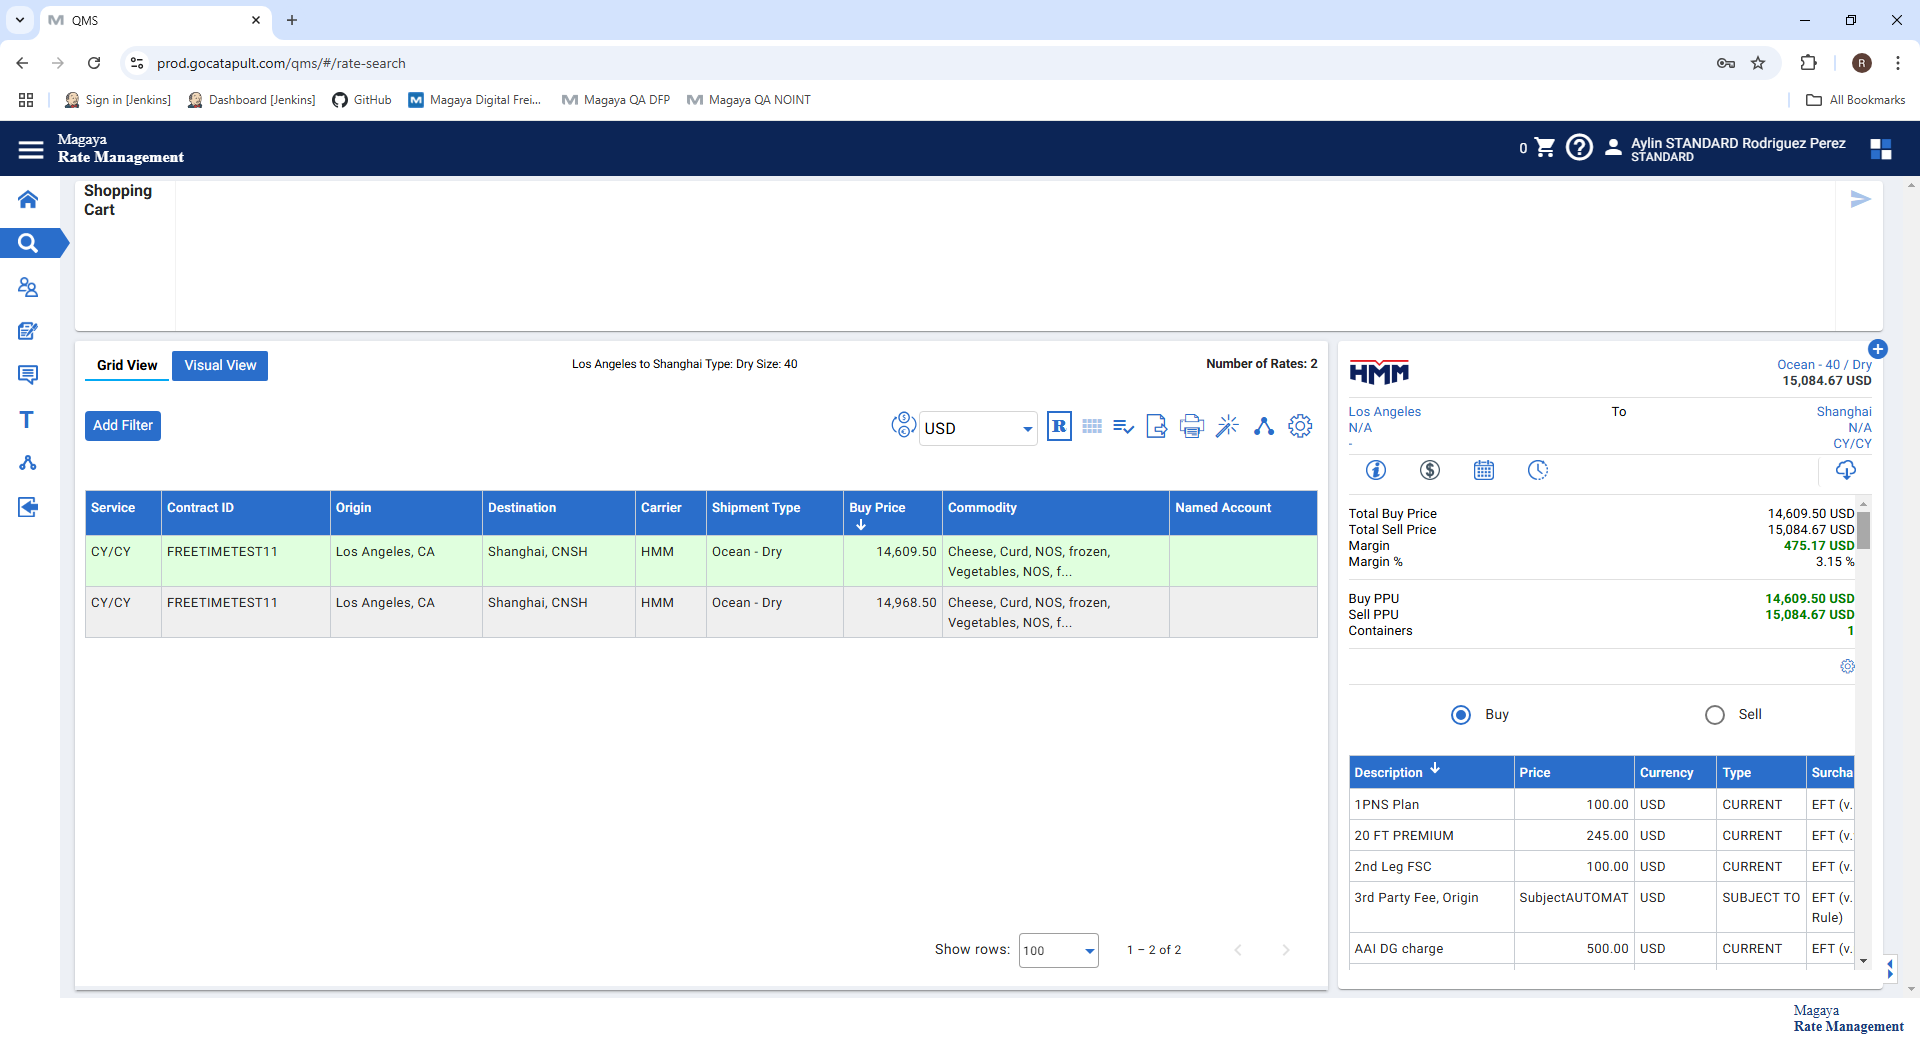 QMS
prod.gocatapult.com/qms/#/rate-search
R
Sign in [Jenkins]
Dashboard [Jenkins]
GitHub
Magaya Digital Frei...
Magaya QA DFP
Magaya QA NOINT
All Bookmarks
Magaya
Rate Management
0
Aylin STANDARD Rodriguez Perez
STANDARD
Shopping
Cart
T
Grid View
Visual View
Los Angeles to Shanghai Type: Dry Size: 40
Number of Rates: 2
Add Filter
USD
R
Service Contract ID Origin Destination Carrier Shipment Type Buy Price Commodity Named Account
CY/CY FREETIMETEST11 Los Angeles, CA Shanghai, CNSH HMM Ocean - Dry 14,609.50 Cheese, Curd, NOS, frozen,
Vegetables, NOS, f...
CY/CY FREETIMETEST11 Los Angeles, CA Shanghai, CNSH HMM Ocean - Dry 14,968.50 Cheese, Curd, NOS, frozen,
Vegetables, NOS, f...
Show rows: 100 1 – 2 of 2
HMM
Ocean - 40 / Dry
15,084.67 USD
Los Angeles To Shanghai
N/A N/A
- CY/CY
Total Buy Price 14,609.50 USD
Total Sell Price 15,084.67 USD
Margin 475.17 USD
Margin % 3.15 %
Buy PPU 14,609.50 USD
Sell PPU 15,084.67 USD
Containers 1
Buy Sell
Description Price Currency Type Surcha
1PNS Plan 100.00 USD CURRENT EFT (v.
20 FT PREMIUM 245.00 USD CURRENT EFT (v.
2nd Leg FSC 100.00 USD CURRENT EFT (v.
3rd Party Fee, Origin SubjectAUTOMAT USD SUBJECT TO EFT (v.
Rule)
AAI DG charge 500.00 USD CURRENT EFT (v.
Magaya
Rate Management